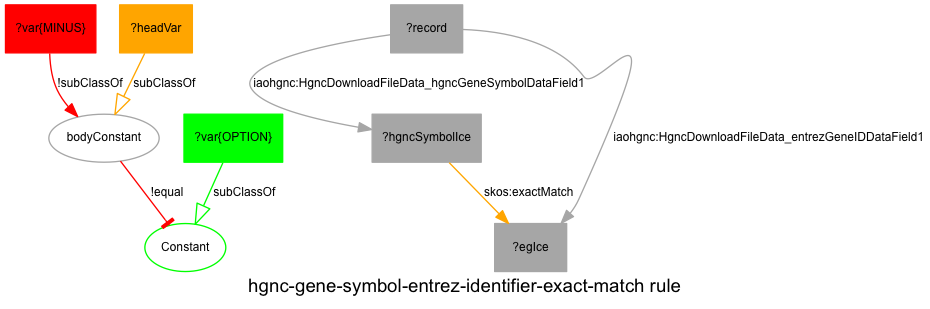 ?var{MINUS}
?headVar
?record
!subClassOf
subClassOf
iaohgnc:HgncDownloadFileData_hgncGeneSymbolDataField1
bodyConstant
?var{OPTION}
?hgncSymbolIce
iaohgnc:HgncDownloadFileData_entrezGeneIDDataField1
!equal
subClassOf
skos:exactMatch
Constant
?egIce
hgnc-gene-symbol-entrez-identifier-exact-match rule